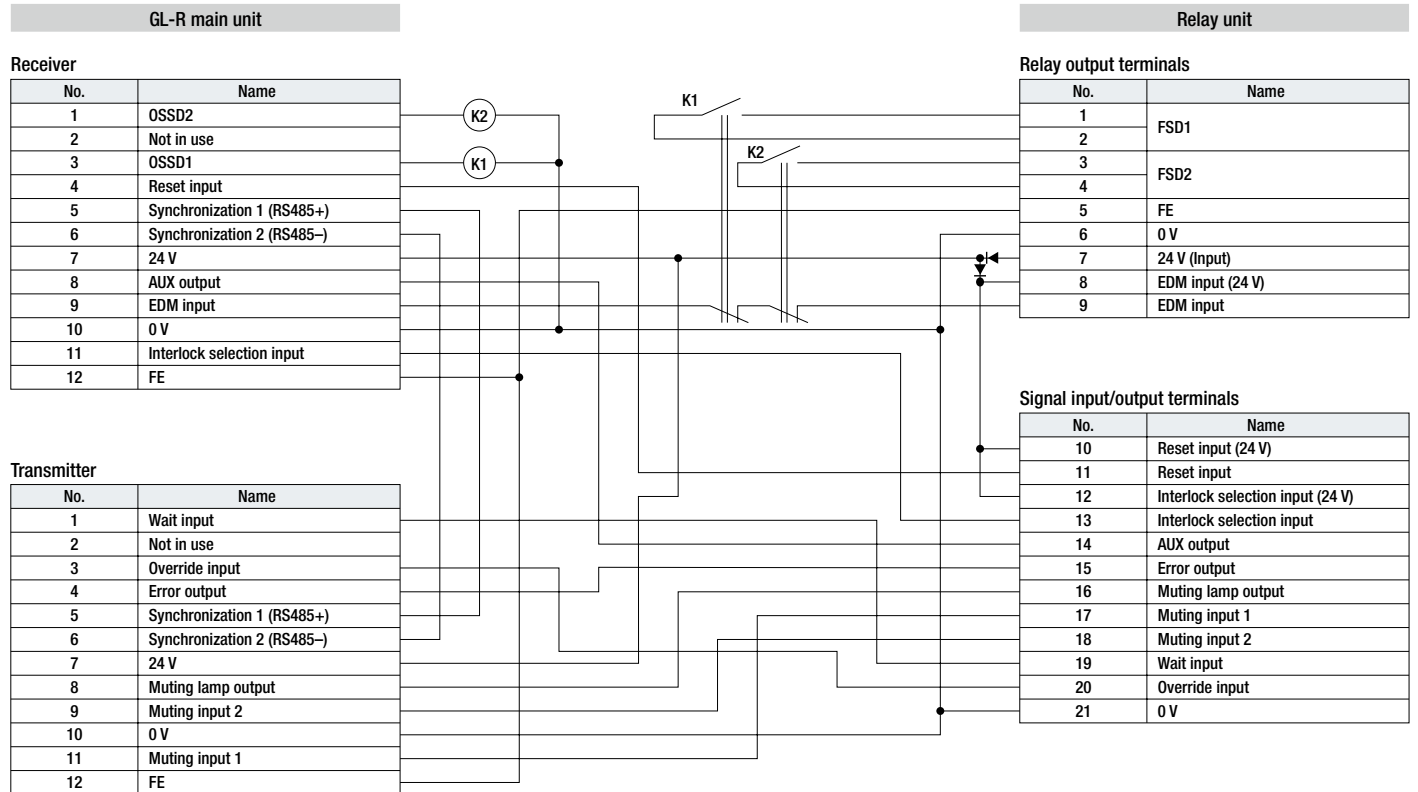 GL-R main unit
Relay unit
Receiver
No. Name
1 OSSD2
2 Not in use
3 OSSD1
4 Reset input
5 Synchronization 1 (RS485+)
6 Synchronization 2 (RS485–)
7 24 V
8 AUX output
9 EDM input
10 0 V
11 Interlock selection input
12 FE
Transmitter
No. Name
1 Wait input
2 Not in use
3 Override input
4 Error output
5 Synchronization 1 (RS485+)
6 Synchronization 2 (RS485–)
7 24 V
8 Muting lamp output
9 Muting input 2
10 0 V
11 Muting input 1
12 FE
K2
K1
K1
K2
Relay output terminals
No. Name
1
FSD1
2
3
FSD2
4
5 FE
6 0 V
7 24 V (Input)
8 EDM input (24 V)
9 EDM input
Signal input/output terminals
No. Name
10 Reset input (24 V)
11 Reset input
12 Interlock selection input (24 V)
13 Interlock selection input
14 AUX output
15 Error output
16 Muting lamp output
17 Muting input 1
18 Muting input 2
19 Wait input
20 Override input
21 0 V